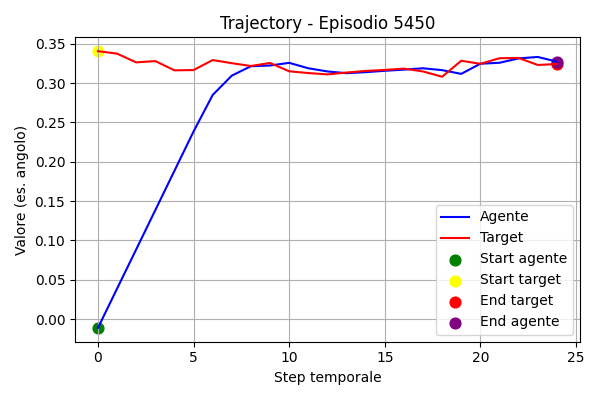 Trajectory - Episodio 5450
Valore (es. angolo)
0.35
0.30
0.25
0.20
0.15
0.10
0.05
0.00
Agente
Target
Start agente
Start target
End target
End agente
0 5 10 15 20 25
Step temporale